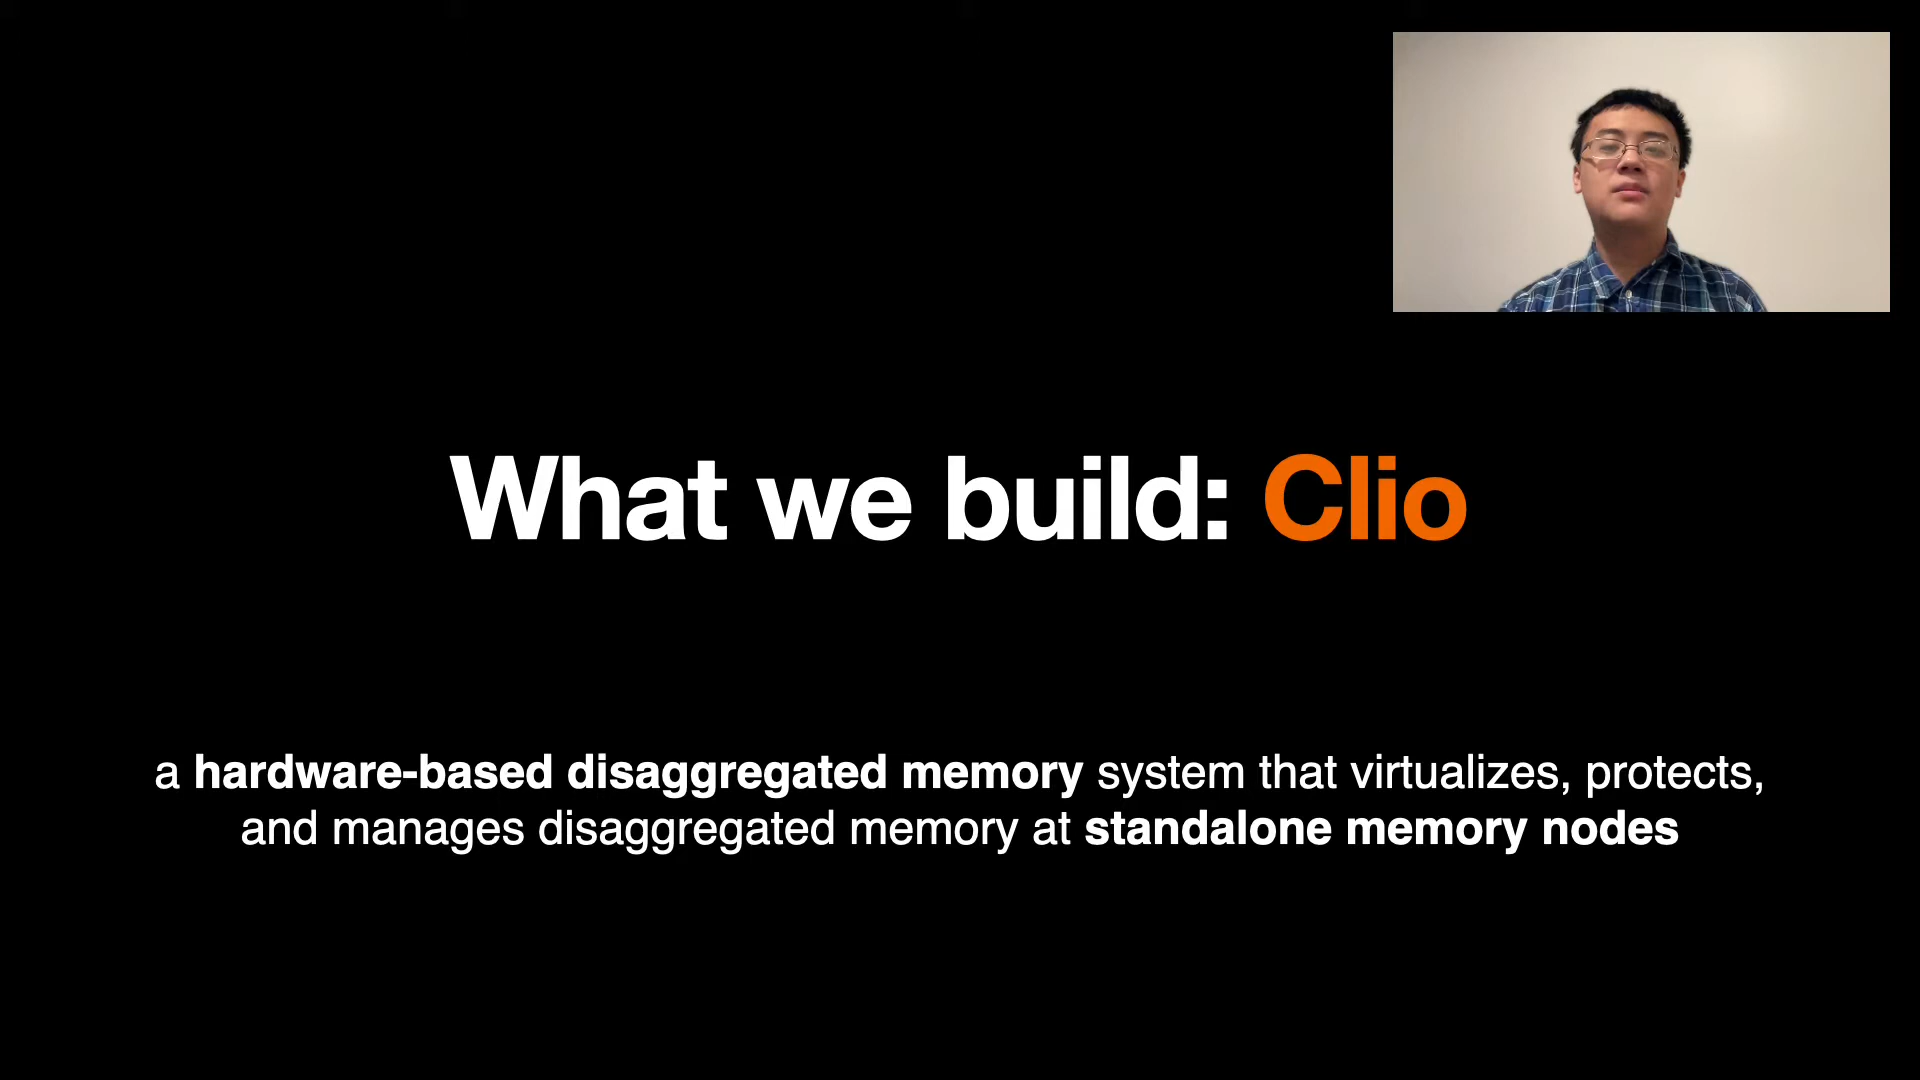 What we build: Clio
a hardware-based disaggregated memory system that virtualizes, protects,
and manages disaggregated memory at standalone memory nodes